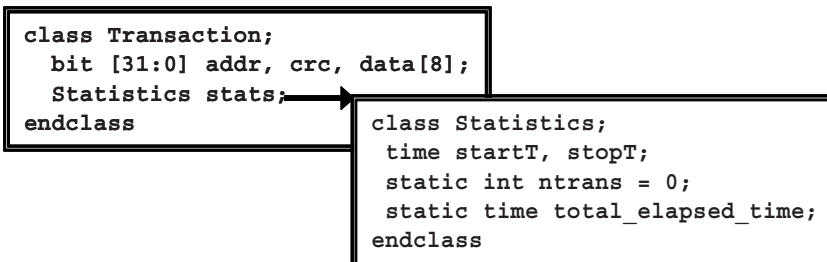 class Transaction;
bit [31:0] addr, crc, data[8];
Statistics stats;
endclass
class Statistics;
time startT, stopT;
static int ntrans = 0;
static time total_elapsed_time;
endclass